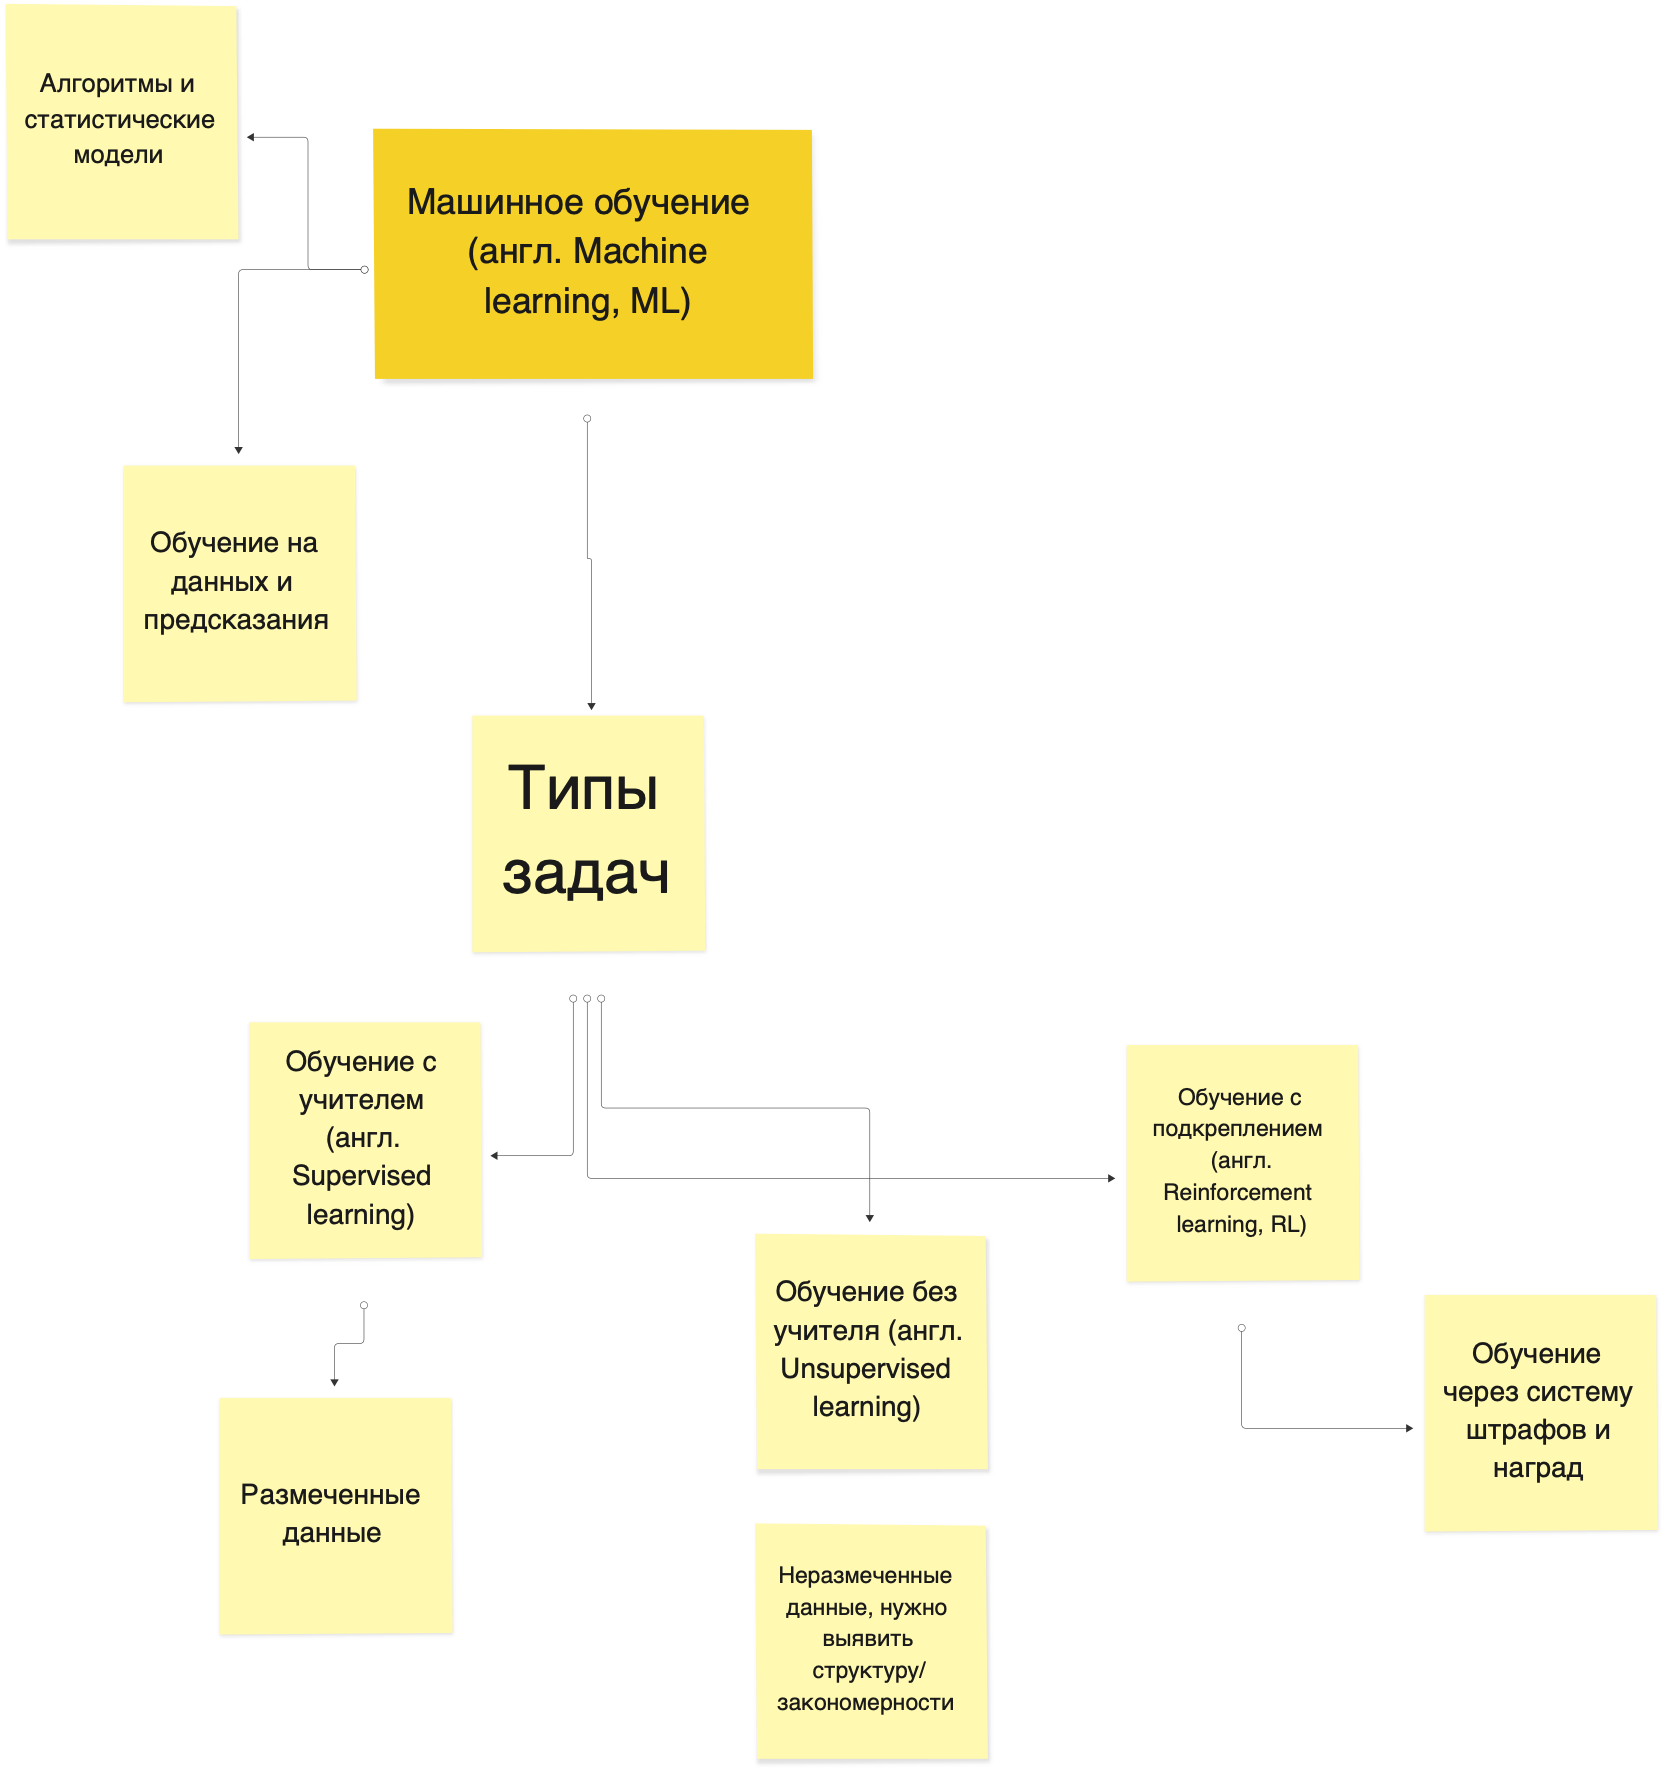 Алгоритмы и
статистические
модели
Машинное обучение
(англ. Machine
learning, ML)
Обучение на
данных и
предсказания
Типы
задач
Обучение с
учителем
(англ.
Supervised
learning)
Обучение с
подкреплением
(англ.
Reinforcement
learning, RL)
Обучение без
учителя (англ.
Unsupervised
learning)
Обучение
через систему
штрафов и
наград
Размеченные
данные
Неразмеченные
данные, нужно
выявить
структуру/
закономерности